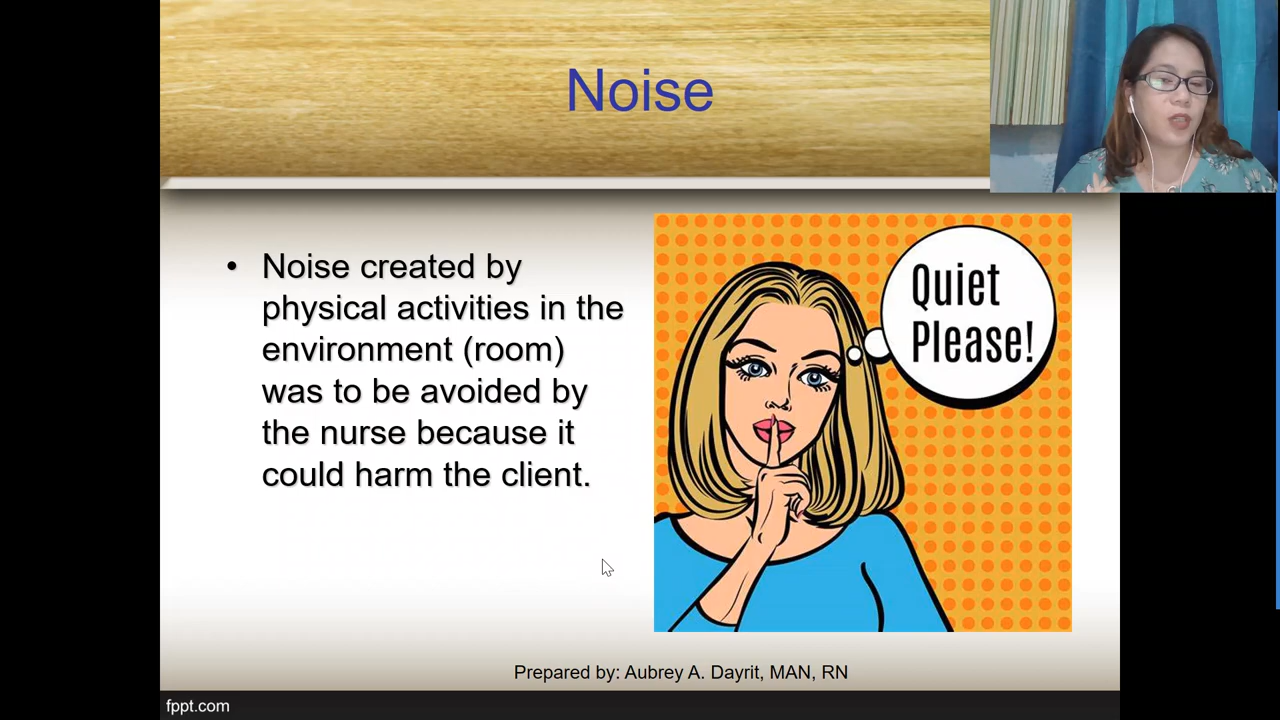 Noise
• Noise created by
physical activities in the
environment (room)
was to be avoided by
the nurse because it
could harm the client.
Quiet
Please!
Prepared by: Aubrey A. Dayrit, MAN, RN
fppt.com